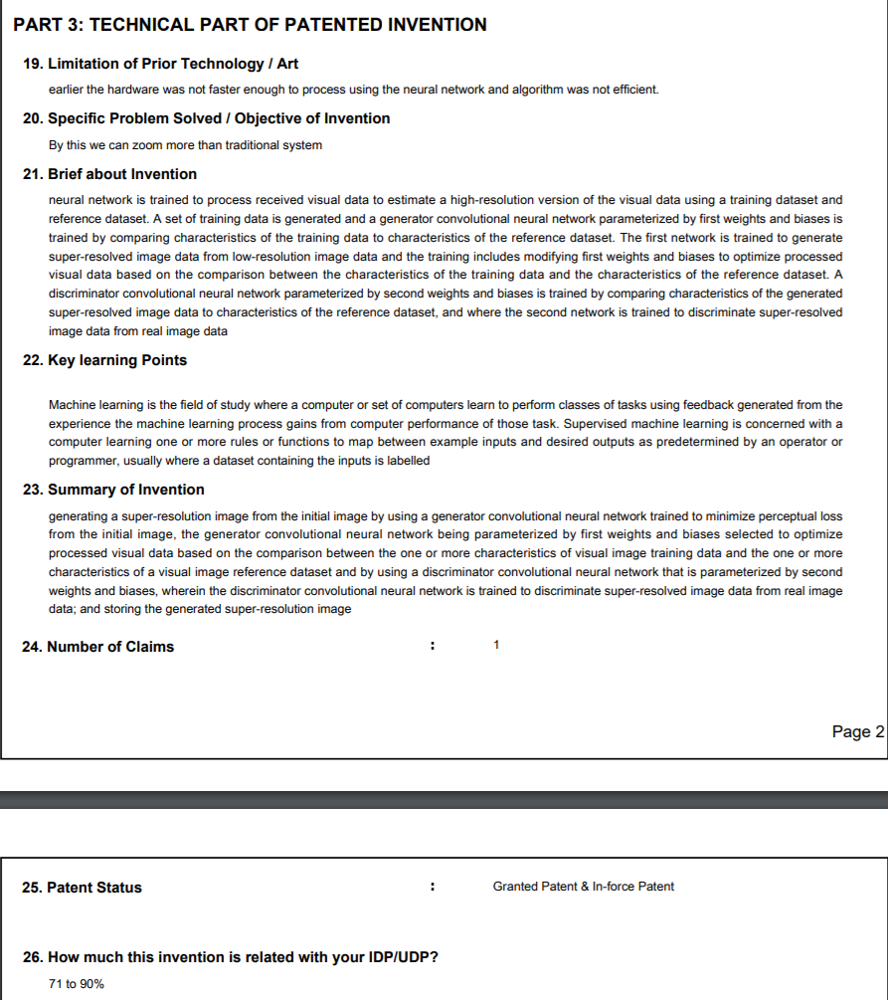 PART 3: TECHNICAL PART OF PATENTED INVENTION
19. Limitation of Prior Technology / Art
earlier the hardware was not faster enough to process using the neural network and algorithm was not efficient.
20. Specific Problem Solved / Objective of Invention
By this we can zoom more than traditional system
21. Brief about Invention
neural network is trained to process received visual data to estimate a high-resolution version of the visual data using a training dataset and
reference dataset. A set of training data is generated and a generator convolutional neural network parameterized by first weights and biases is
trained by comparing characteristics of the training data to characteristics of the reference dataset. The first network is trained to generate
super-resolved image data from low-resolution image data and the training includes modifying first weights and biases to optimize processed
visual data based on the comparison between the characteristics of the training data and the characteristics of the reference dataset. A
discriminator convolutional neural network parameterized by second weights and biases is trained by comparing characteristics of the generated
super-resolved image data to characteristics of the reference dataset, and where the second network is trained to discriminate super-resolved
image data from real image data
22. Key learning Points
Machine learning is the field of study where a computer or set of computers learn to perform classes of tasks using feedback generated from the
experience the machine learning process gains from computer performance of those task. Supervised machine learning is concerned with a
computer learning one or more rules or functions to map between example inputs and desired outputs as predetermined by an operator or
programmer, usually where a dataset containing the inputs is labelled
23. Summary of Invention
generating a super-resolution image from the initial image by using a generator convolutional neural network trained to minimize perceptual loss
from the initial image, the generator convolutional neural network being parameterized by first weights and biases selected to optimize
processed visual data based on the comparison between the one or more characteristics of visual image training data and the one or more
characteristics of a visual image reference dataset and by using a discriminator convolutional neural network that is parameterized by second
weights and biases, wherein the discriminator convolutional neural network is trained to discriminate super-resolved image data from real image
data; and storing the generated super-resolution image
24. Number of Claims : 1
Page 2
25. Patent Status : Granted Patent & In-force Patent
26. How much this invention is related with your IDP/UDP?
71 to 90%